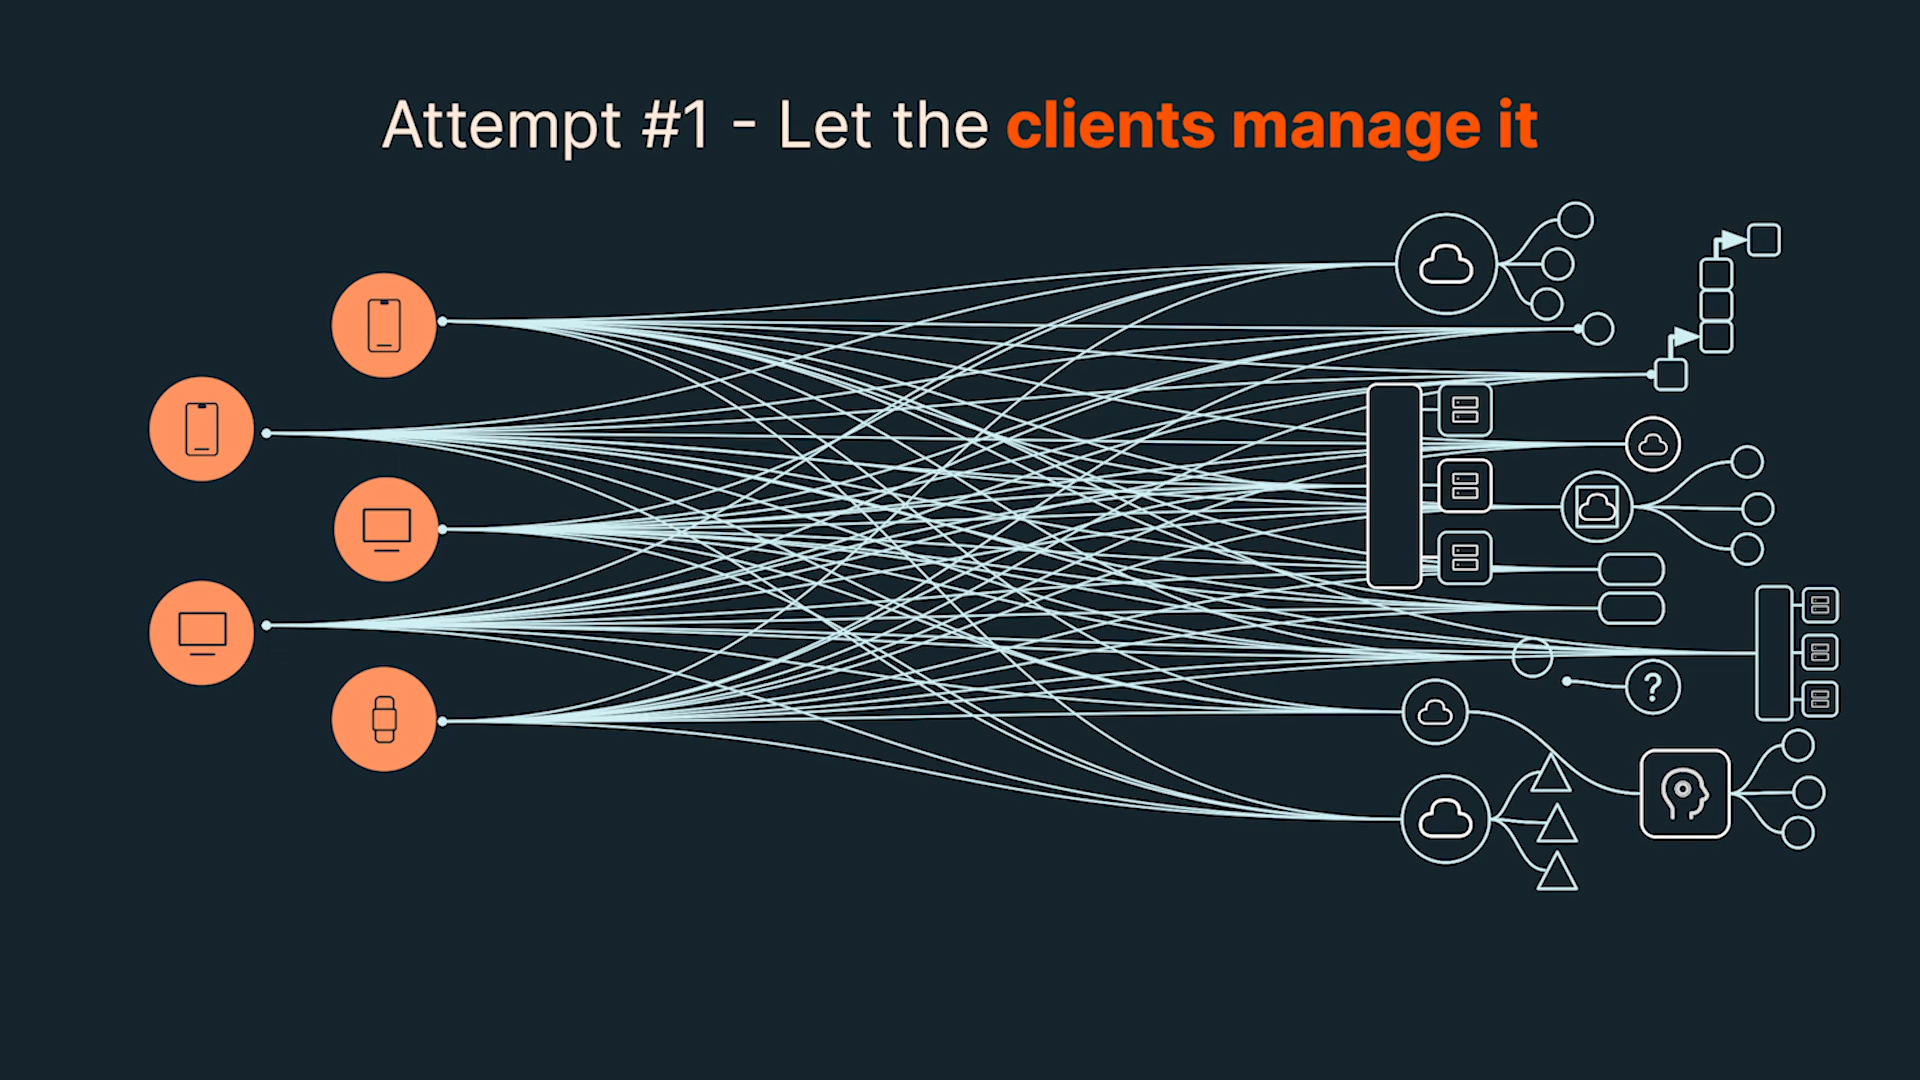 Attempt #1 - Let the clients manage it
?